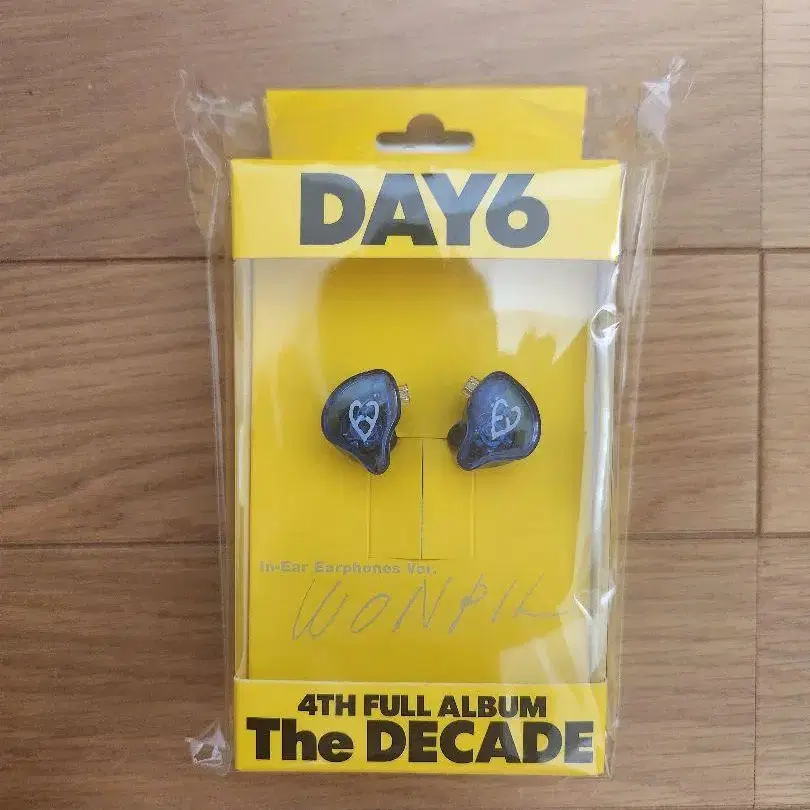 DAY6
In-Ear Earphones Ver.
WONPIL
4TH FULL ALBUM
The DECADE